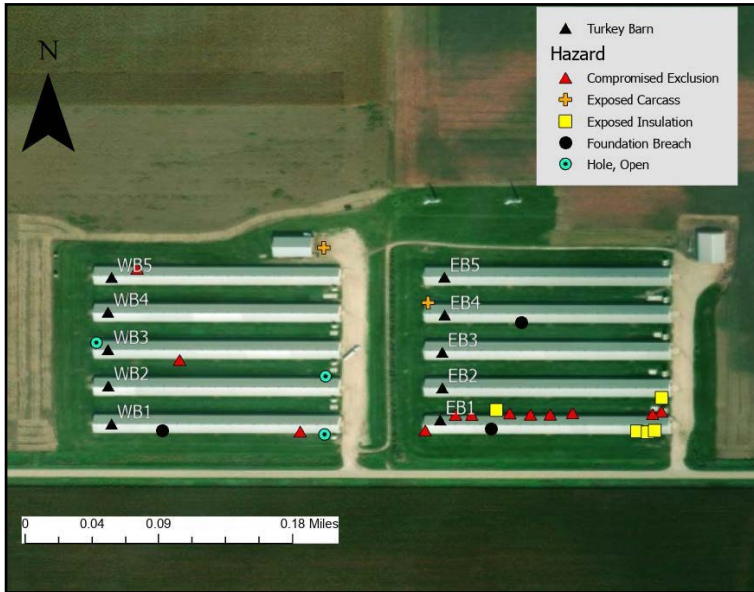 N
Turkey Barn
Hazard
Compromised Exclusion
Exposed Carcass
Exposed Insulation
Foundation Breach
Hole, Open
WB5
EB5
WB4
EB4
WB3
EB3
WB2
EB2
WB1
EB1
0 0.04 0.09 0.18 Miles